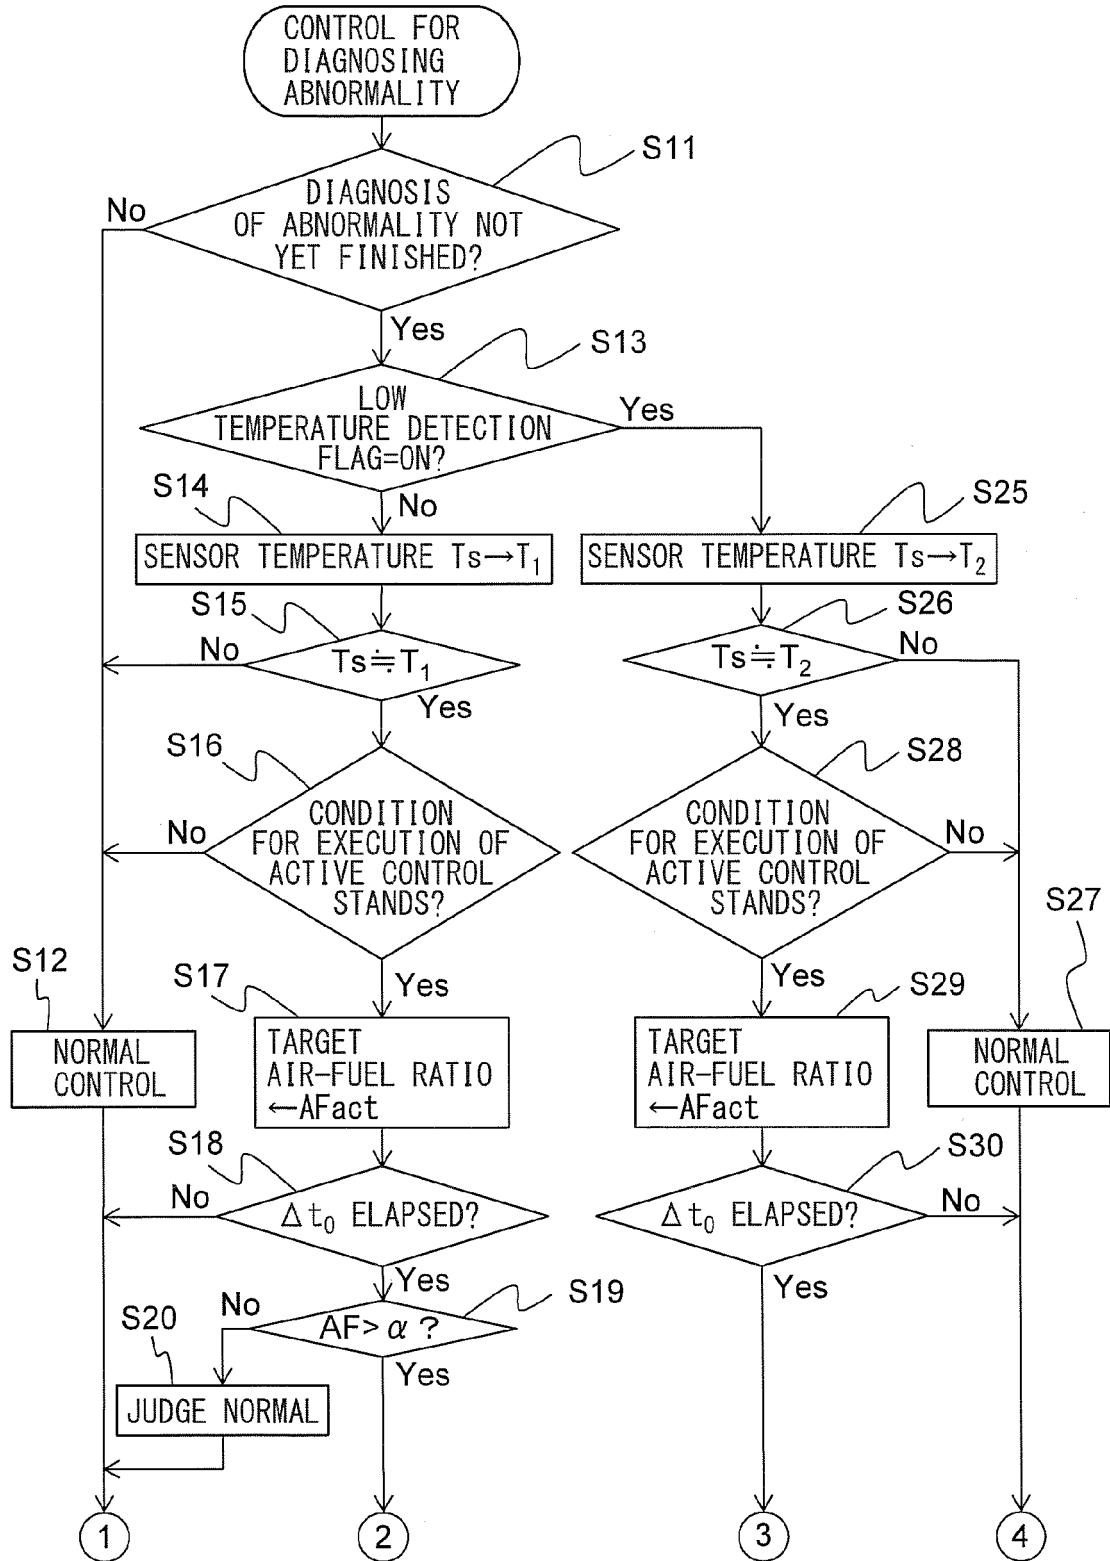 CONTROL FOR
DIAGNOSING
ABNORMALITY
S11
DIAGNOSIS
OF ABNORMALITY NOT
YET FINISHED?
No
Yes
S13
LOW
TEMPERATURE DETECTION
FLAG=ON?
Yes
No
S14
SENSOR TEMPERATURE Ts→T₁
S25
SENSOR TEMPERATURE Ts→T₂
S15
Ts≒T₁
No
Yes
S26
Ts≒T₂
No
Yes
S16
CONDITION
FOR EXECUTION OF
ACTIVE CONTROL
STANDS?
No
Yes
S28
CONDITION
FOR EXECUTION OF
ACTIVE CONTROL
STANDS?
No
Yes
S12
NORMAL
CONTROL
S17
TARGET
AIR-FUEL RATIO
←AFact
S29
TARGET
AIR-FUEL RATIO
←AFact
S27
NORMAL
CONTROL
S18
Δt₀ ELAPSED?
No
Yes
S30
Δt₀ ELAPSED?
No
Yes
S19
AF>α?
No
Yes
S20
JUDGE NORMAL
1
2
3
4